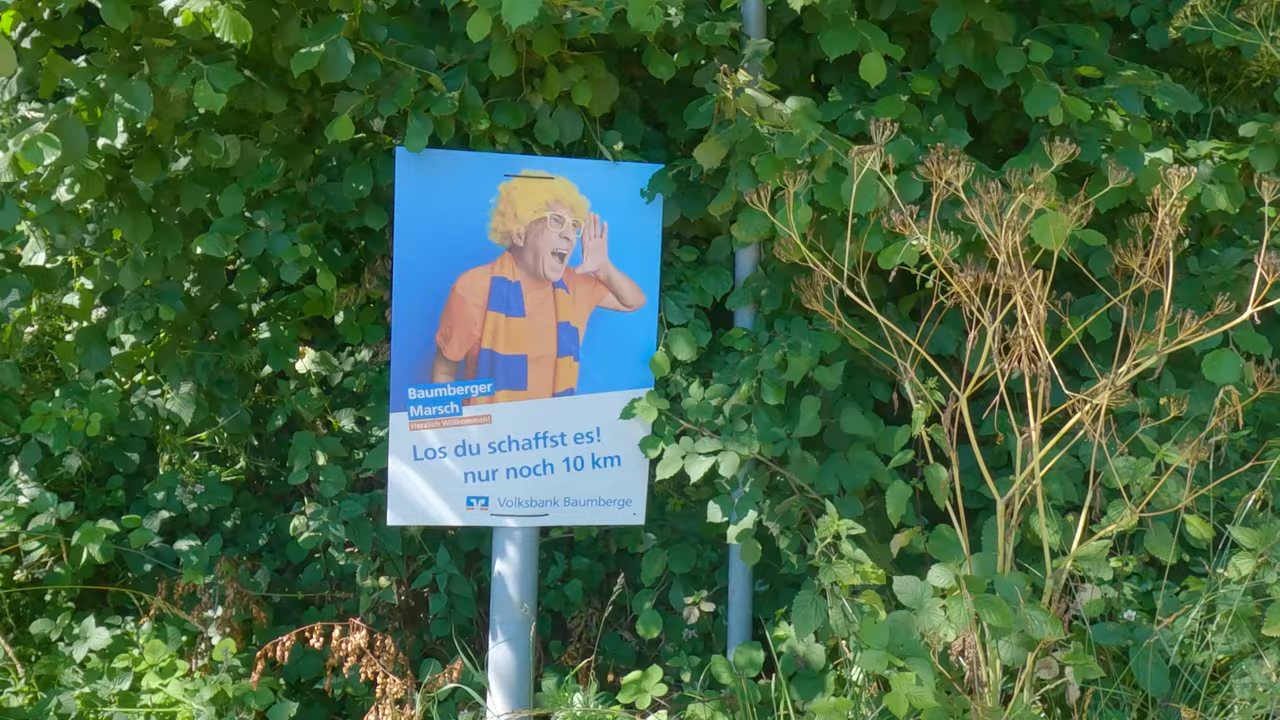 Baumberger
Marsch
Herzlich Willkommen!
Los du schaffst es!
nur noch 10 km
Volksbank Baumberge